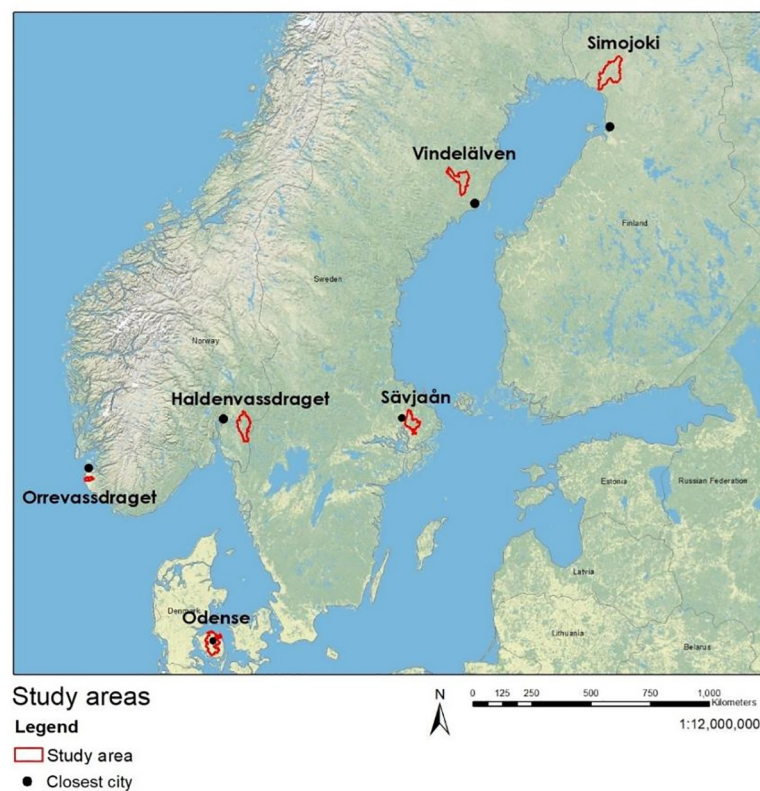 Simojoki
Vindelälven
Finland
Sweden
Norway
Haldenvassdraget
Sävjaån
Orrevassdraget
Estonia
Russian Federation
Latvia
Denmark
Odense
Lithuania
Belarus
Study areas
Legend
Study area
Closest city
N
0 125 250 500 750 1,000
Kilometers
1:12,000,000